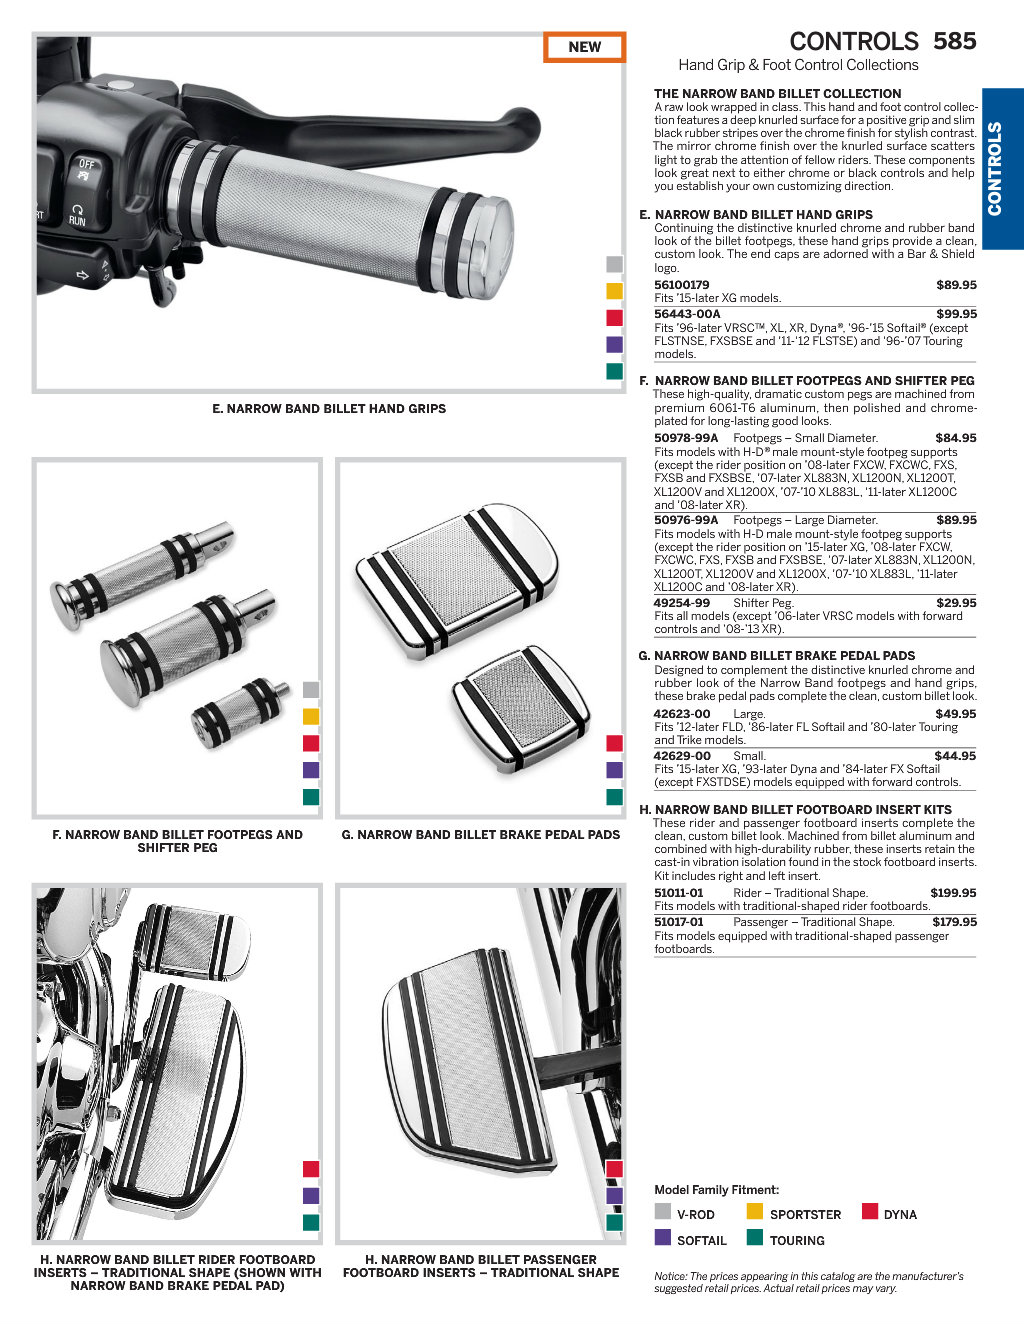 CONTROLS 585
Hand Grip & Foot Control Collections
CONTROLS
NEW
OFF
RUN
E. NARROW BAND BILLET HAND GRIPS
F. NARROW BAND BILLET FOOTPEGS AND
SHIFTER PEG
G. NARROW BAND BILLET BRAKE PEDAL PADS
H. NARROW BAND BILLET RIDER FOOTBOARD
INSERTS – TRADITIONAL SHAPE (SHOWN WITH
NARROW BAND BRAKE PEDAL PAD)
H. NARROW BAND BILLET PASSENGER
FOOTBOARD INSERTS – TRADITIONAL SHAPE
THE NARROW BAND BILLET COLLECTION
A raw look wrapped in class. This hand and foot control collec-
tion features a deep knurled surface for a positive grip and slim
black rubber stripes over the chrome finish for stylish contrast.
The mirror chrome finish over the knurled surface scatters
light to grab the attention of fellow riders. These components
look great next to either chrome or black controls and help
you establish your own customizing direction.
E. NARROW BAND BILLET HAND GRIPS
Continuing the distinctive knurled chrome and rubber band
look of the billet footpegs, these hand grips provide a clean,
custom look. The end caps are adorned with a Bar & Shield
logo.
56100179 $89.95
Fits '15-later XG models.
56443-00A $99.95
Fits '96-later VRSC™, XL, XR, Dyna®, '96-'15 Softail® (except
FLSTNSE, FXSBSE and '11-'12 FLSTSE) and '96-'07 Touring
models.
F. NARROW BAND BILLET FOOTPEGS AND SHIFTER PEG
These high-quality, dramatic custom pegs are machined from
premium 6061-T6 aluminum, then polished and chrome-
plated for long-lasting good looks.
50978-99A Footpegs – Small Diameter. $84.95
Fits models with H-D® male mount-style footpeg supports
(except the rider position on '08-later FXCW, FXCWC, FXS,
FXSB and FXSBSE, '07-later XL883N, XL1200N, XL1200T,
XL1200V and XL1200X, '07-'10 XL883L, '11-later XL1200C
and '08-later XR).
50976-99A Footpegs – Large Diameter. $89.95
Fits models with H-D male mount-style footpeg supports
(except the rider position on '15-later XG, '08-later FXCW,
FXCWC, FXS, FXSB and FXSBSE, '07-later XL883N, XL1200N,
XL1200T, XL1200V and XL1200X, '07-'10 XL883L, '11-later
XL1200C and '08-later XR).
49254-99 Shifter Peg. $29.95
Fits all models (except '06-later VRSC models with forward
controls and '08-'13 XR).
G. NARROW BAND BILLET BRAKE PEDAL PADS
Designed to complement the distinctive knurled chrome and
rubber look of the Narrow Band footpegs and hand grips,
these brake pedal pads complete the clean, custom billet look.
42623-00 Large. $49.95
Fits '12-later FLD, '86-later FL Softail and '80-later Touring
and Trike models.
42629-00 Small. $44.95
Fits '15-later XG, '93-later Dyna and '84-later FX Softail
(except FXSTDSE) models equipped with forward controls.
H. NARROW BAND BILLET FOOTBOARD INSERT KITS
These rider and passenger footboard inserts complete the
clean, custom billet look. Machined from billet aluminum and
combined with high-durability rubber, these inserts retain the
cast-in vibration isolation found in the stock footboard inserts.
Kit includes right and left insert.
51011-01 Rider – Traditional Shape. $199.95
Fits models with traditional-shaped rider footboards.
51017-01 Passenger – Traditional Shape. $179.95
Fits models equipped with traditional-shaped passenger
footboards.
Model Family Fitment:
V-ROD SPORTSTER DYNA
SOFTAIL TOURING
Notice: The prices appearing in this catalog are the manufacturer's
suggested retail prices. Actual retail prices may vary.